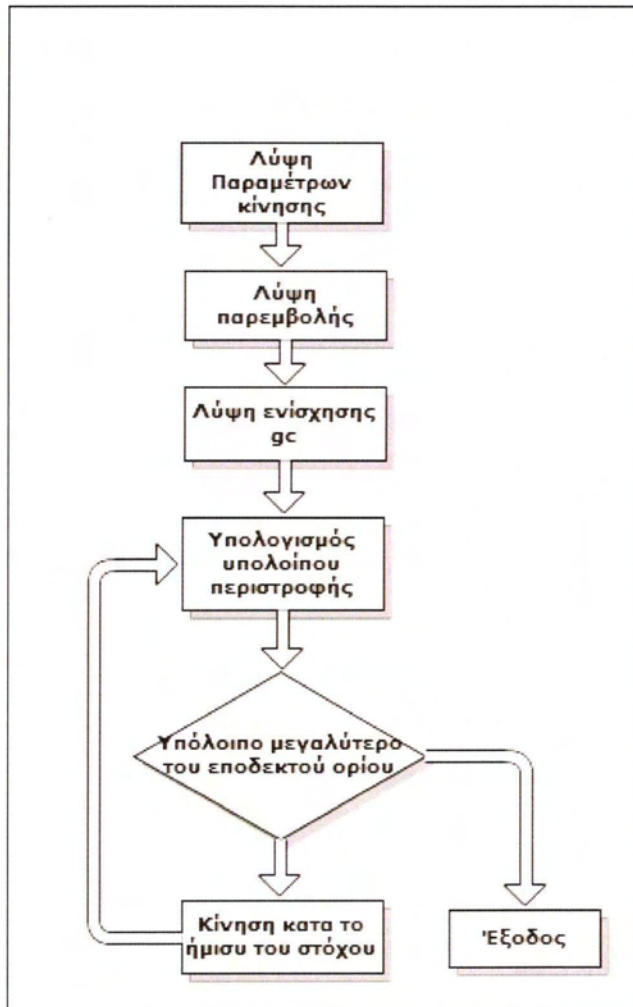 Λύψη
Παραμέτρων
κίνησης
Λύψη
παρεμβολής
Λύψη ενίσχησης
gc
Υπολογισμός
υπολοίπου
περιστροφής
Υπόλοιπο μεγαλύτερο
του εποδεκτού ορίου
Κίνηση κατα το
ήμισυ του στόχου
Έξοδος